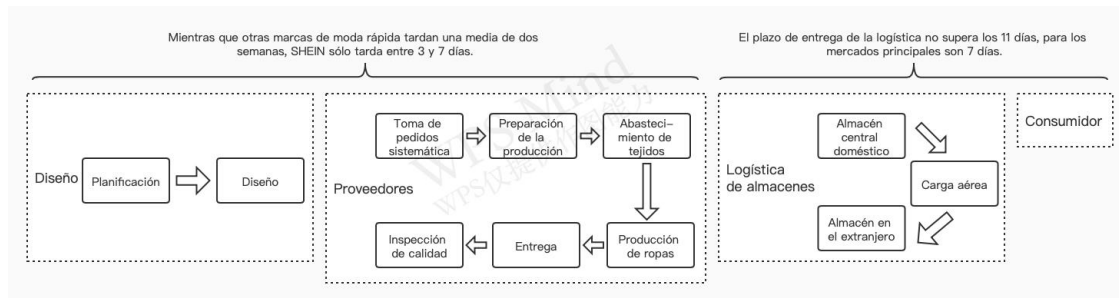 Mientras que otras marcas de moda rápida tardan una media de dos
semanas, SHEIN sólo tarda entre 3 y 7 días.
El plazo de entrega de la logística no supera los 11 días, para los
mercados principales son 7 días.
Diseño
Planificación
Diseño
Proveedores
Toma de
pedidos
sistemática
Preparación
de la
producción
Abasteci-
miento de
tejidos
Producción
de ropas
Entrega
Inspección
de calidad
Logística
de almacenes
Almacén
central
doméstico
Carga aérea
Almacén en
el extranjero
Consumidor
WPS Mind